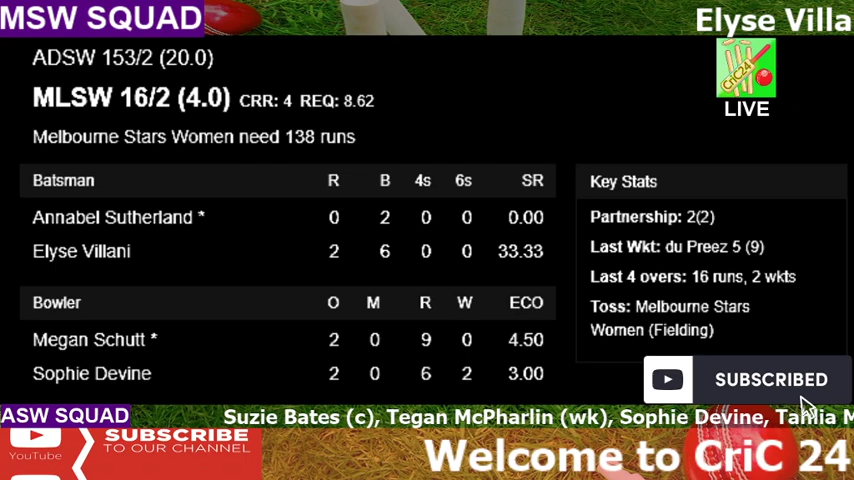 MSW SQUAD
Elyse Villa
ADSW 153/2 (20.0)
CriC24
LIVE
MLSW 16/2 (4.0) CRR: 4 REQ: 8.62
Melbourne Stars Women need 138 runs
Batsman R B 4s 6s SR
Annabel Sutherland * 0 2 0 0 0.00
Elyse Villani 2 6 0 0 33.33
Key Stats
Partnership: 2(2)
Last Wkt: du Preez 5 (9)
Last 4 overs: 16 runs, 2 wkts
Toss: Melbourne Stars
Women (Fielding)
Bowler O M R W ECO
Megan Schutt * 2 0 9 0 4.50
Sophie Devine 2 0 6 2 3.00
SUBSCRIBED
ASW SQUAD
Suzie Bates (c), Tegan McPharlin (wk), Sophie Devine, Tahlia M
YouTube
SUBSCRIBE
TO OUR CHANNEL
Welcome to CriC 24